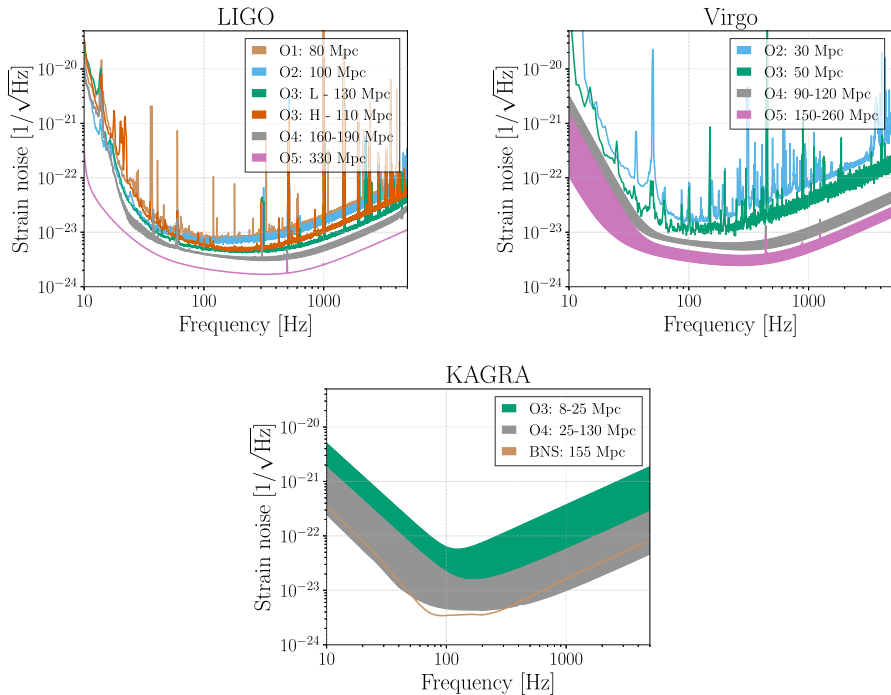 LIGO
Strain noise [1/√Hz]
10⁻²⁰
10⁻²¹
10⁻²²
10⁻²³
10⁻²⁴
O1: 80 Mpc
O2: 100 Mpc
O3: L - 130 Mpc
O3: H - 110 Mpc
O4: 160-190 Mpc
O5: 330 Mpc
10
100
1000
Frequency [Hz]
Virgo
Strain noise [1/√Hz]
10⁻²⁰
10⁻²¹
10⁻²²
10⁻²³
10⁻²⁴
O2: 30 Mpc
O3: 50 Mpc
O4: 90-120 Mpc
O5: 150-260 Mpc
10
100
1000
Frequency [Hz]
KAGRA
Strain noise [1/√Hz]
10⁻²⁰
10⁻²¹
10⁻²²
10⁻²³
10⁻²⁴
O3: 8-25 Mpc
O4: 25-130 Mpc
BNS: 155 Mpc
10
100
1000
Frequency [Hz]